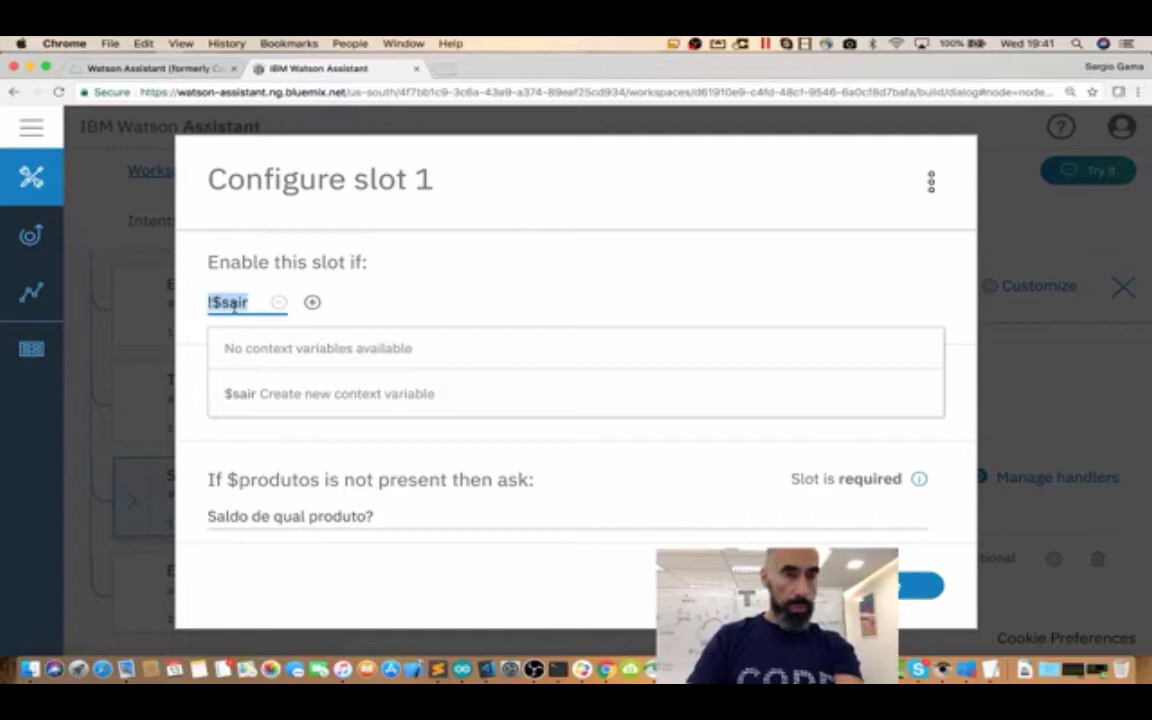 Chrome File Edit View History Bookmarks People Window Help 100% Wed 19:41
Watson Assistant (formerly Co × IBM Watson Assistant × Sergio Gama
Secure https://watson-assistant.ng.bluemix.net/us-south/4f7bb1c9-3c6a-43a9-a374-89eaf25cd934/workspaces/d61910e9-c4fd-48cf-9546-6a0cf8d7bafa/build/dialog#node=node...
IBM Watson Assistant
Works
Try it
Configure slot 1
Intent
Enable this slot if:
Customize
!$sair
No context variables available
$sair Create new context variable
If $produtos is not present then ask:
Slot is required
Manage handlers
Saldo de qual produto?
tional
Cookie Preferences
CODE